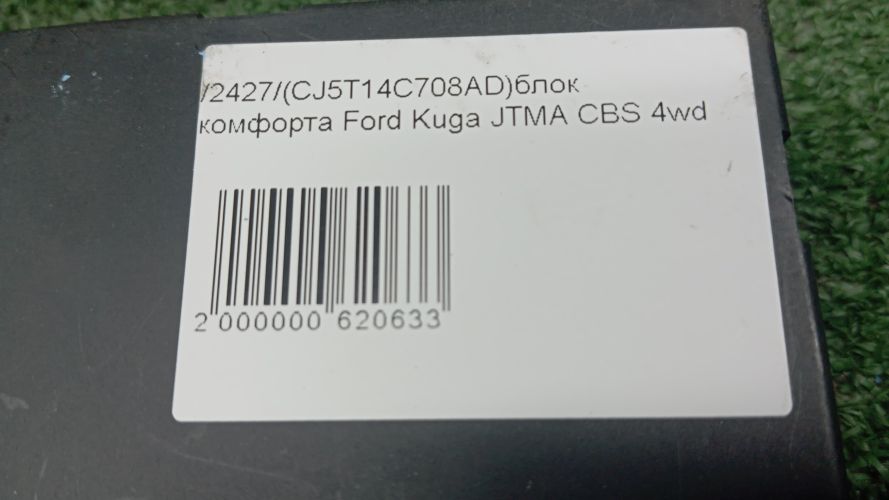 /2427/(CJ5T14C708AD)блок
комфорта Ford Kuga JTMA CBS 4wd
2 000000 620633